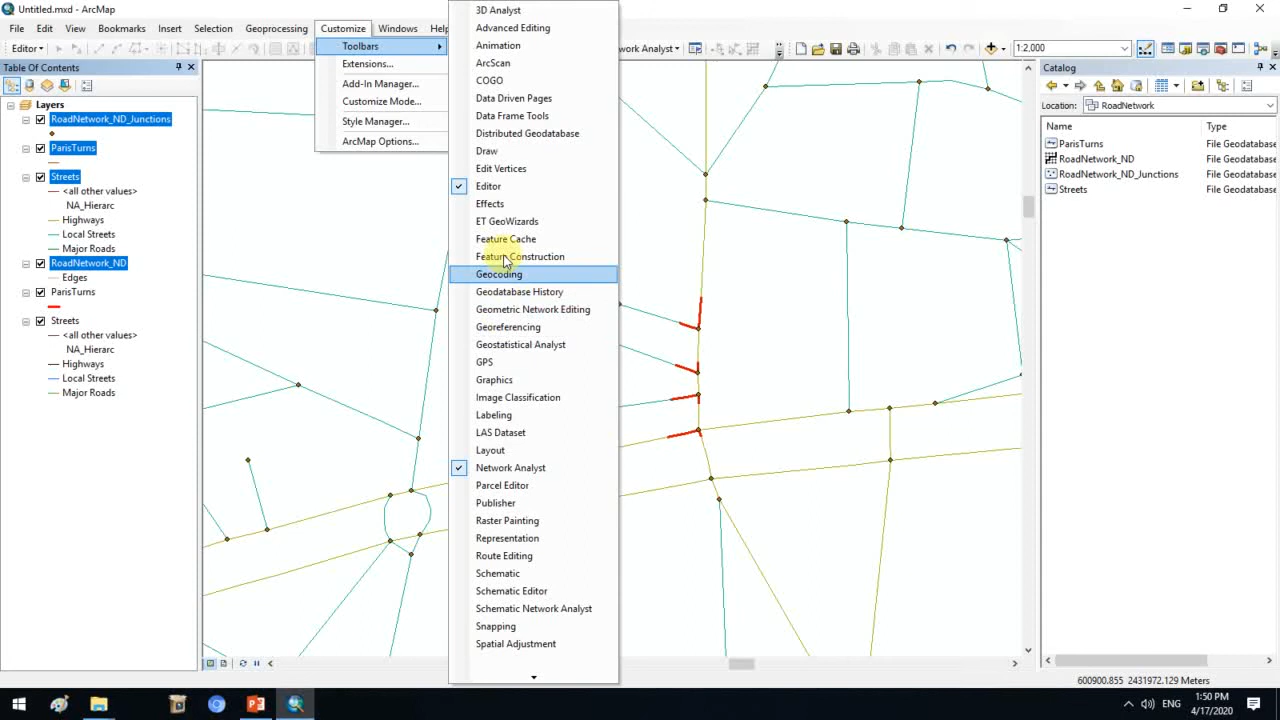 Untitled.mxd - ArcMap
File Edit View Bookmarks Insert Selection Geoprocessing Customize Windows Help
Editor
work Analyst
1:2,000
Table Of Contents
Layers
RoadNetwork_ND_Junctions
ParisTurns
Streets
<all other values>
NA_Hierarc
Highways
Local Streets
Major Roads
RoadNetwork_ND
Edges
ParisTurns
Streets
<all other values>
NA_Hierarc
Highways
Local Streets
Major Roads
Toolbars
Extensions...
Add-In Manager...
Customize Mode...
Style Manager...
ArcMap Options...
3D Analyst
Advanced Editing
Animation
ArcScan
COGO
Data Driven Pages
Data Frame Tools
Distributed Geodatabase
Draw
Edit Vertices
Editor
Effects
ET GeoWizards
Feature Cache
Feature Construction
Geocoding
Geodatabase History
Geometric Network Editing
Georeferencing
Geostatistical Analyst
GPS
Graphics
Image Classification
Labeling
LAS Dataset
Layout
Network Analyst
Parcel Editor
Publisher
Raster Painting
Representation
Route Editing
Schematic
Schematic Editor
Schematic Network Analyst
Snapping
Spatial Adjustment
Catalog
Location: RoadNetwork
Name Type
ParisTurns File Geodatabase
RoadNetwork_ND File Geodatabase
RoadNetwork_ND_Junctions File Geodatabase
Streets File Geodatabase
600900.855 2431972.129 Meters
ENG
1:50 PM
4/17/2020